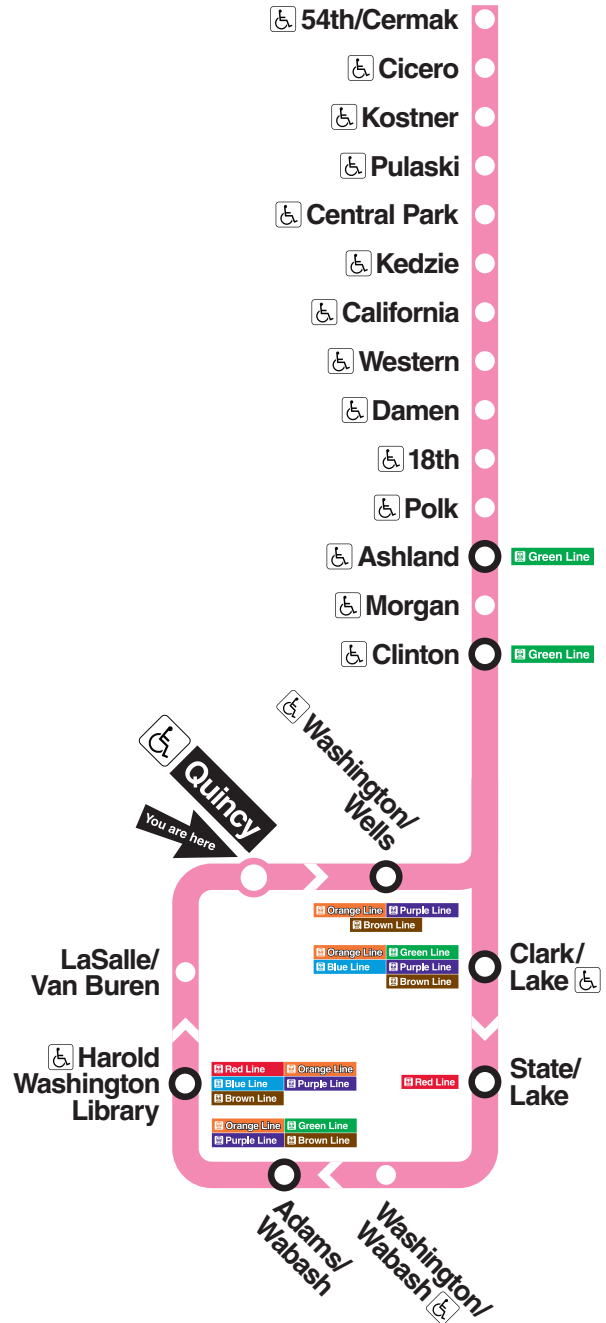 54th/Cermak
Cicero
Kostner
Pulaski
Central Park
Kedzie
California
Western
Damen
18th
Polk
Ashland
Green Line
Morgan
Clinton
Green Line
Washington/
Wells
Quincy
You are here
Orange Line
Purple Line
Brown Line
LaSalle/
Van Buren
Orange Line
Green Line
Blue Line
Purple Line
Brown Line
Clark/
Lake
Harold
Washington
Library
Red Line
Orange Line
Blue Line
Purple Line
Brown Line
Red Line
State/
Lake
Orange Line
Green Line
Purple Line
Brown Line
Adams/
Wabash
Washington/
Wabash